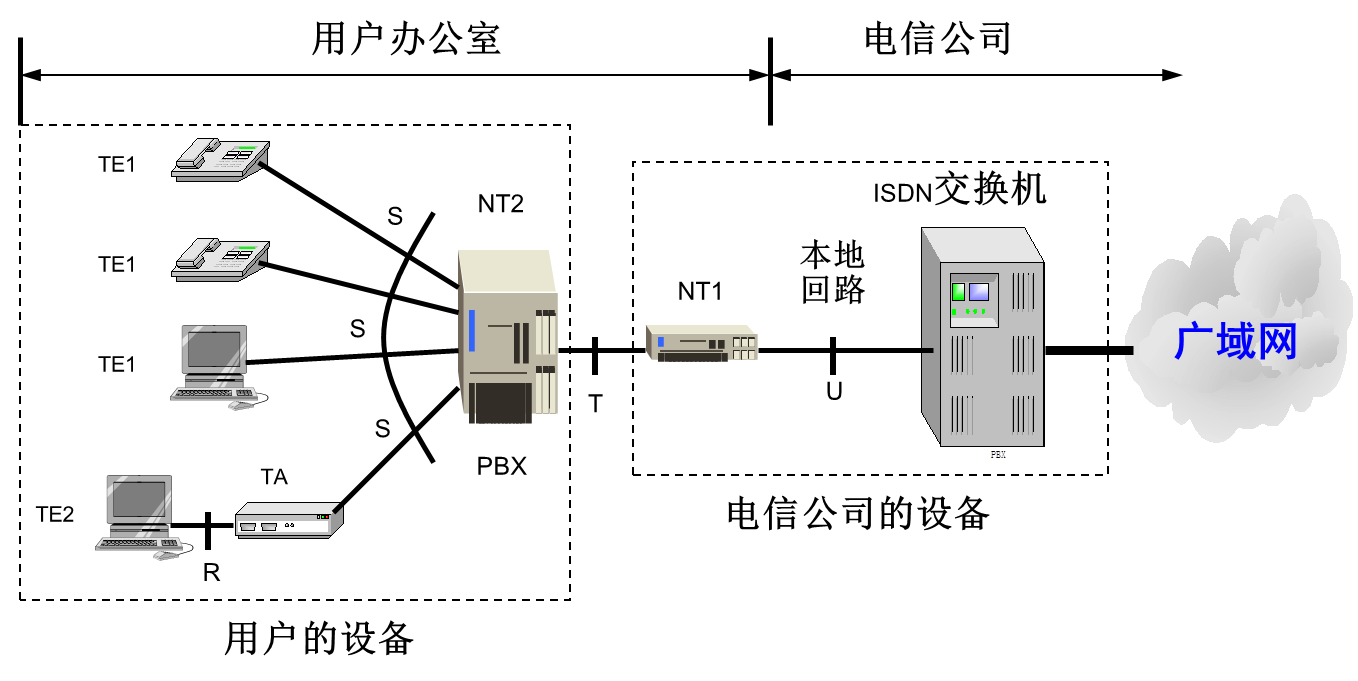 用户办公室
电信公司
TE1
NT2
S
ISDN交换机
TE1
本地
回路
NT1
S
广域网
TE1
T
U
S
PBX
PBX
TA
TE2
电信公司的设备
R
用户的设备